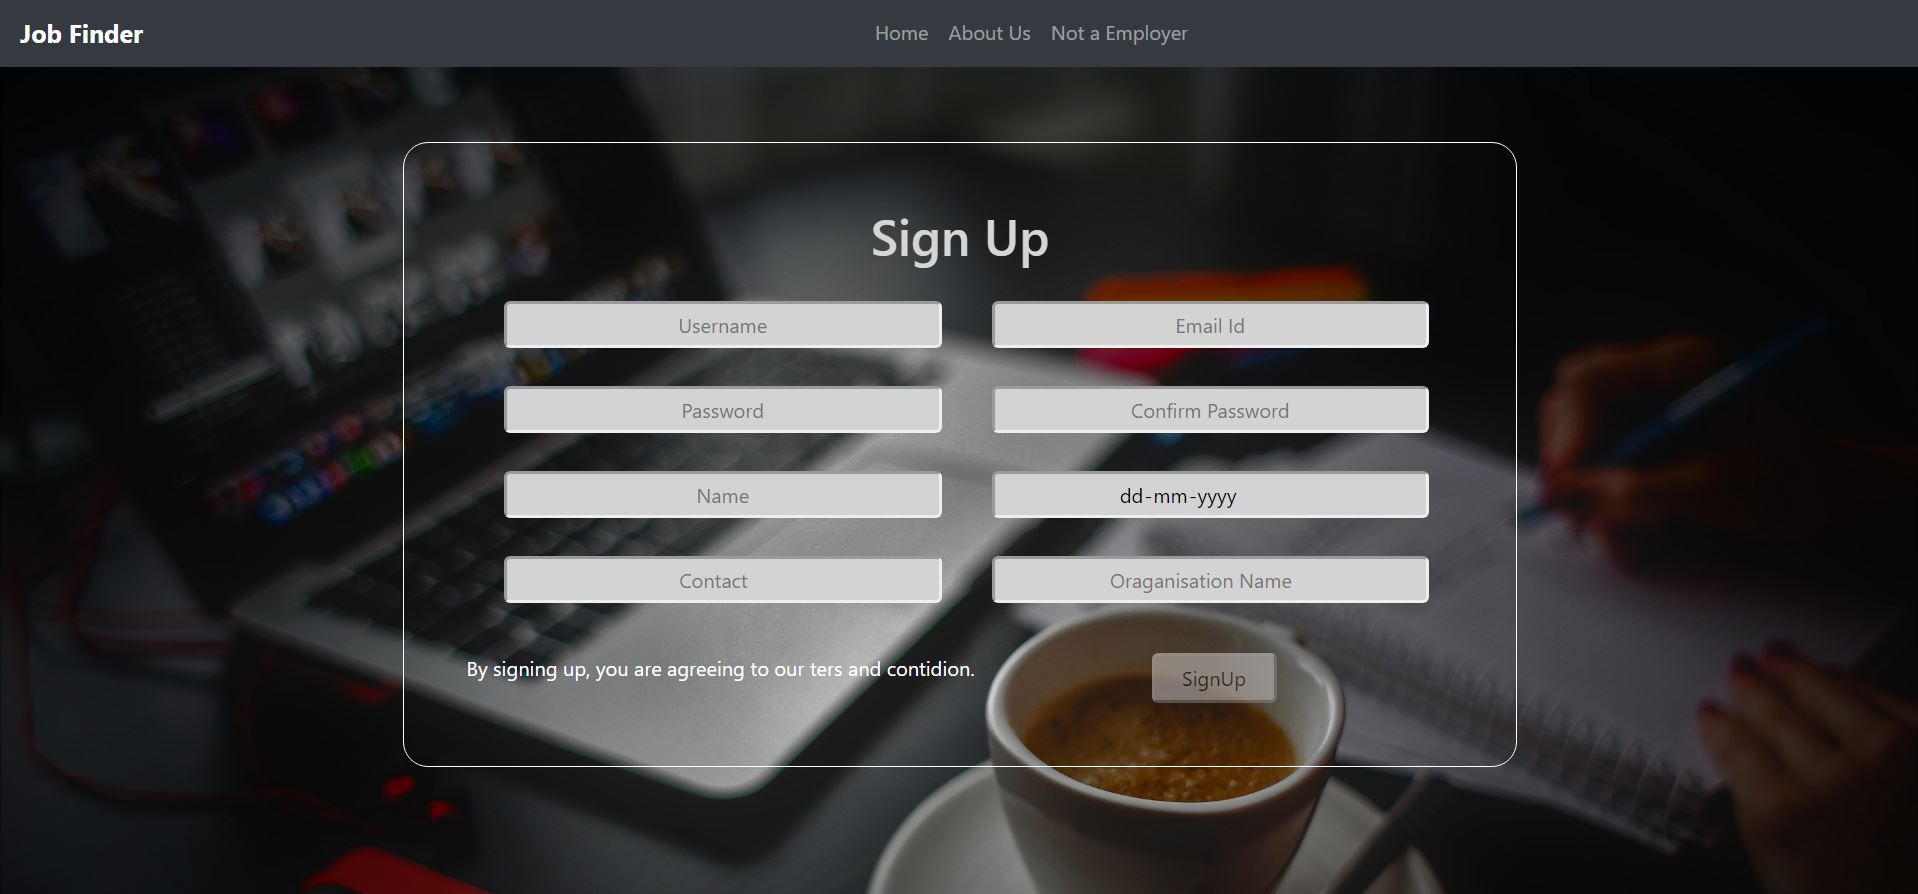 Job Finder
Home About Us Not a Employer
Sign Up
Username Email Id
Password Confirm Password
Name dd-mm-yyyy
Contact Oraganisation Name
By signing up, you are agreeing to our ters and contidion.
SignUp